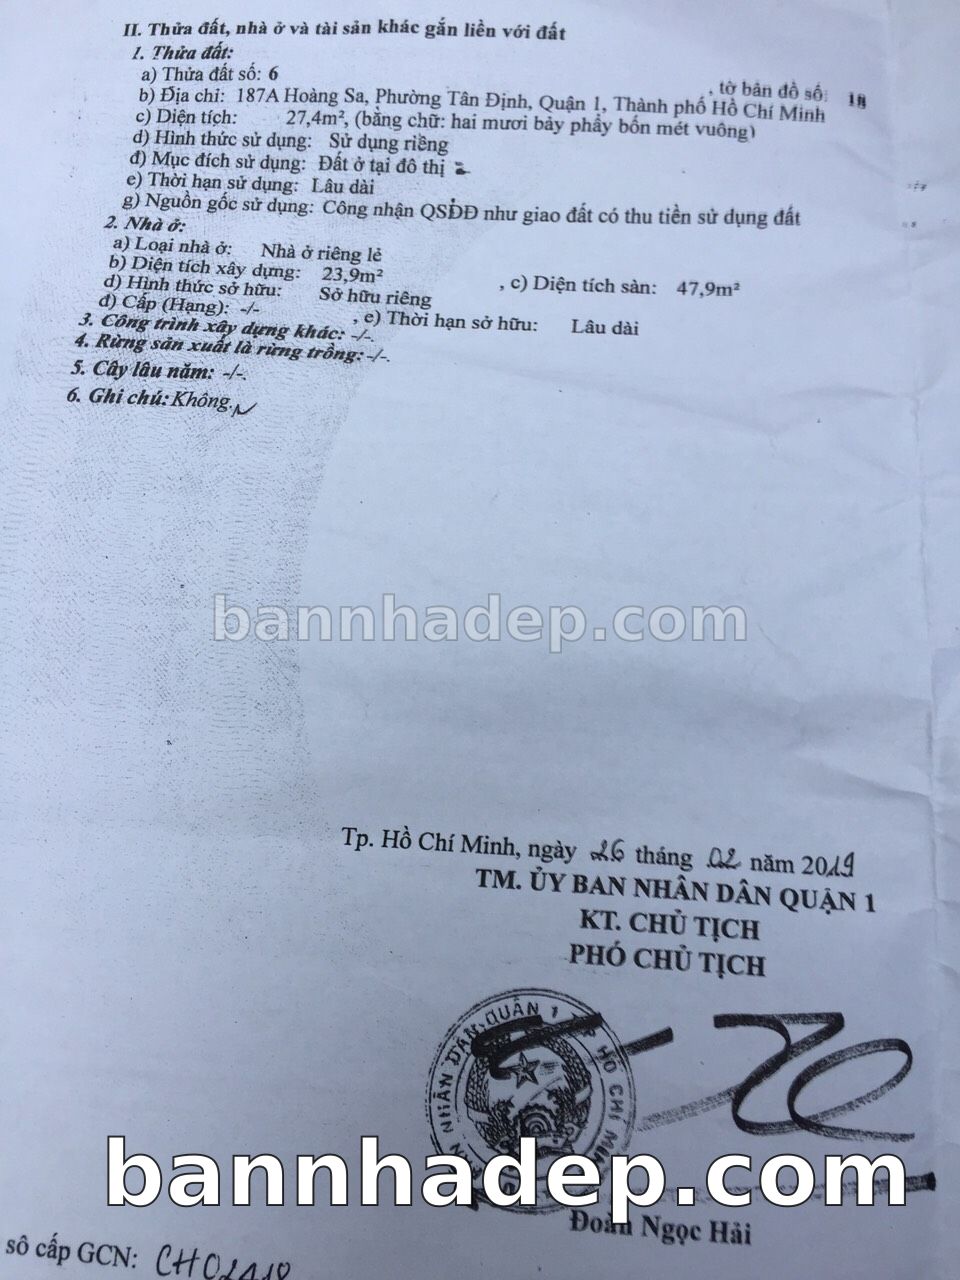 II. Thửa đất, nhà ở và tài sản khác gắn liền với đất
1. Thửa đất:
a) Thửa đất số: 6 , tờ bản đồ số: 18
b) Địa chỉ: 187A Hoàng Sa, Phường Tân Định, Quận 1, Thành phố Hồ Chí Minh
c) Diện tích: 27,4m², (bằng chữ: hai mươi bảy phẩy bốn mét vuông)
d) Hình thức sử dụng: Sử dụng riêng
đ) Mục đích sử dụng: Đất ở tại đô thị
e) Thời hạn sử dụng: Lâu dài
g) Nguồn gốc sử dụng: Công nhận QSDĐ như giao đất có thu tiền sử dụng đất
2. Nhà ở:
a) Loại nhà ở: Nhà ở riêng lẻ
b) Diện tích xây dựng: 23,9m² , c) Diện tích sàn: 47,9m²
d) Hình thức sở hữu: Sở hữu riêng
đ) Cấp (Hạng): -/- , e) Thời hạn sở hữu: Lâu dài
3. Công trình xây dựng khác: -/-.
4. Rừng sản xuất là rừng trồng: -/-.
5. Cây lâu năm: -/-.
6. Ghi chú: Không.
bannhadep.com
Tp. Hồ Chí Minh, ngày 26 tháng 02 năm 2019
TM. ỦY BAN NHÂN DÂN QUẬN 1
KT. CHỦ TỊCH
PHÓ CHỦ TỊCH
NHÂN DÂN QUẬN 1 TP HỒ CHÍ MINH
bannhadep.com
Đoàn Ngọc Hải
số cấp GCN: